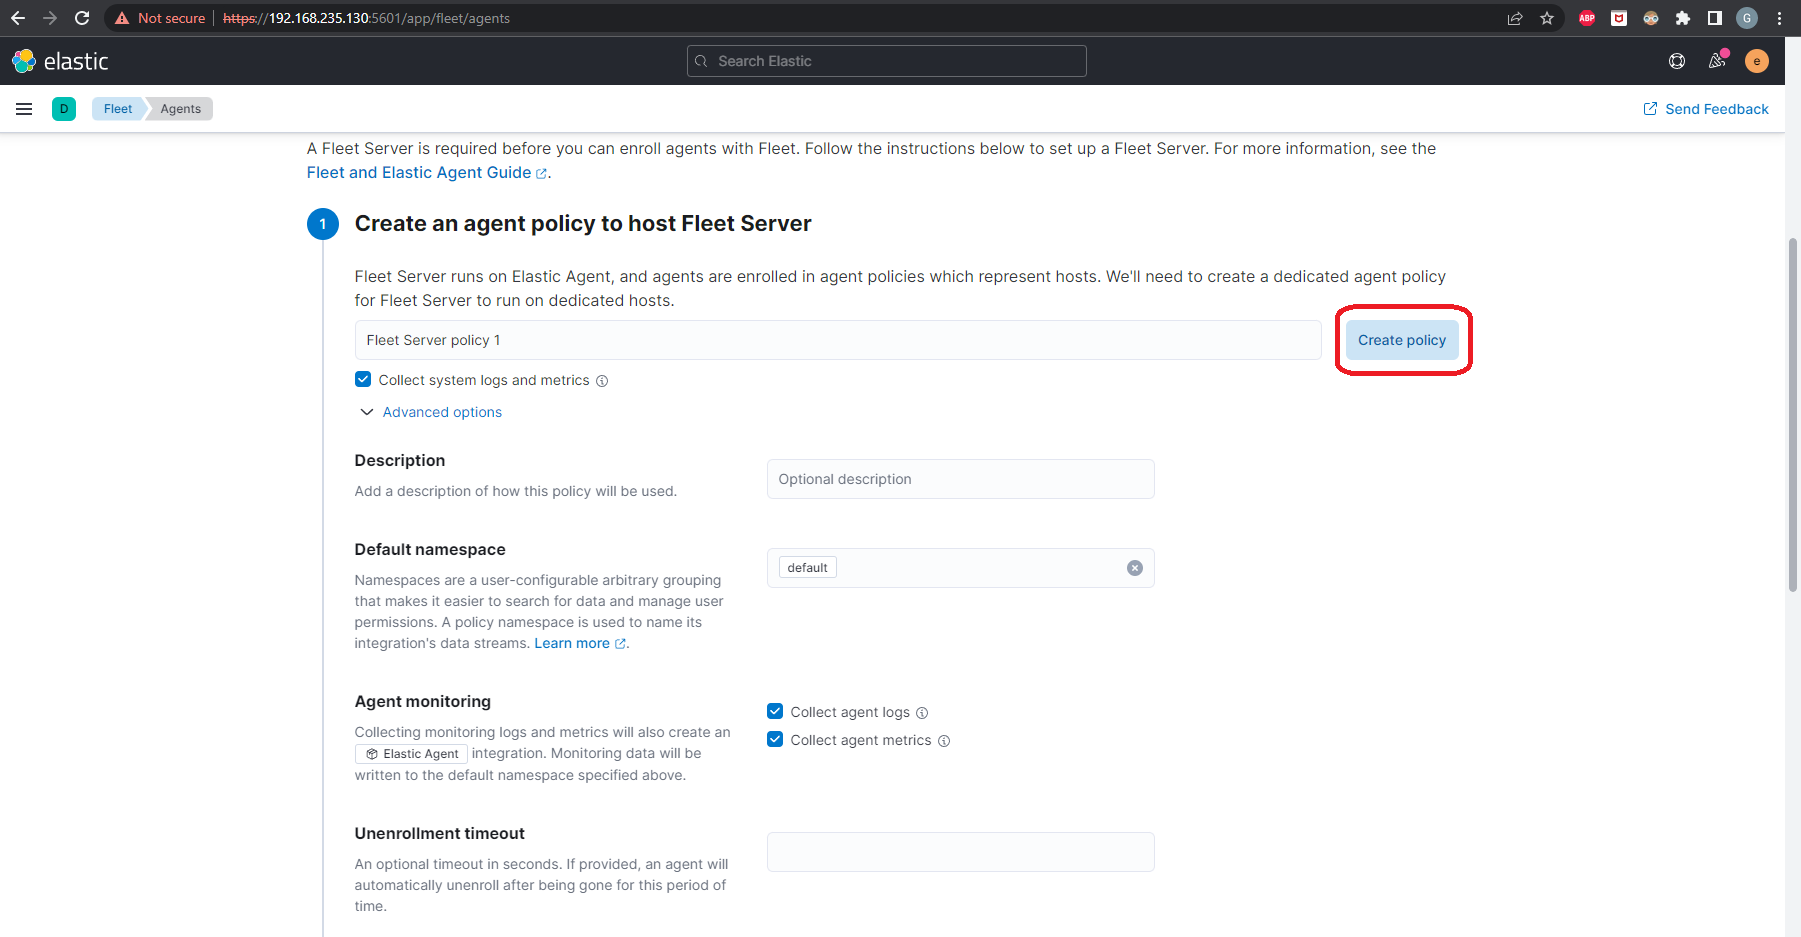 Not secure https://192.168.235.130:5601/app/fleet/agents ABP G
elastic Search Elastic e
D Fleet Agents Send Feedback
A Fleet Server is required before you can enroll agents with Fleet. Follow the instructions below to set up a Fleet Server. For more information, see the
Fleet and Elastic Agent Guide.
1 Create an agent policy to host Fleet Server
Fleet Server runs on Elastic Agent, and agents are enrolled in agent policies which represent hosts. We'll need to create a dedicated agent policy
for Fleet Server to run on dedicated hosts.
Fleet Server policy 1 Create policy
Collect system logs and metrics
Advanced options
Description
Optional description
Add a description of how this policy will be used.
Default namespace
default
Namespaces are a user-configurable arbitrary grouping
that makes it easier to search for data and manage user
permissions. A policy namespace is used to name its
integration's data streams. Learn more.
Agent monitoring
Collect agent logs
Collect agent metrics
Collecting monitoring logs and metrics will also create an
Elastic Agent integration. Monitoring data will be
written to the default namespace specified above.
Unenrollment timeout
An optional timeout in seconds. If provided, an agent will
automatically unenroll after being gone for this period of
time.